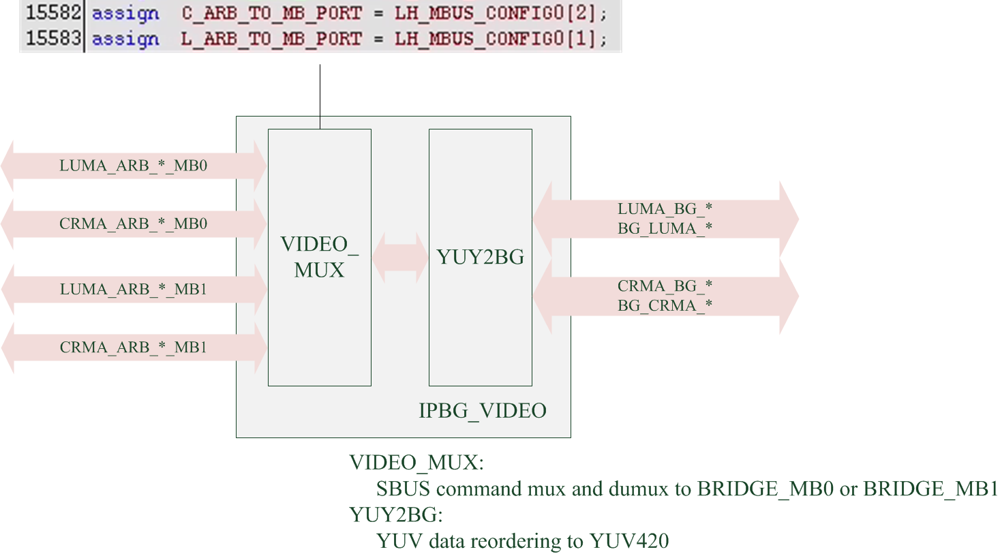 15582 assign C_ARB_TO_MB_PORT = LH_MBUS_CONFIG0[2];
15583 assign L_ARB_TO_MB_PORT = LH_MBUS_CONFIG0[1];
LUMA_ARB_*_MB0
CRMA_ARB_*_MB0
LUMA_ARB_*_MB1
CRMA_ARB_*_MB1
VIDEO_
MUX
YUY2BG
LUMA_BG_*
BG_LUMA_*
CRMA_BG_*
BG_CRMA_*
IPBG_VIDEO
VIDEO_MUX:
SBUS command mux and dumux to BRIDGE_MB0 or BRIDGE_MB1
YUY2BG:
YUV data reordering to YUV420